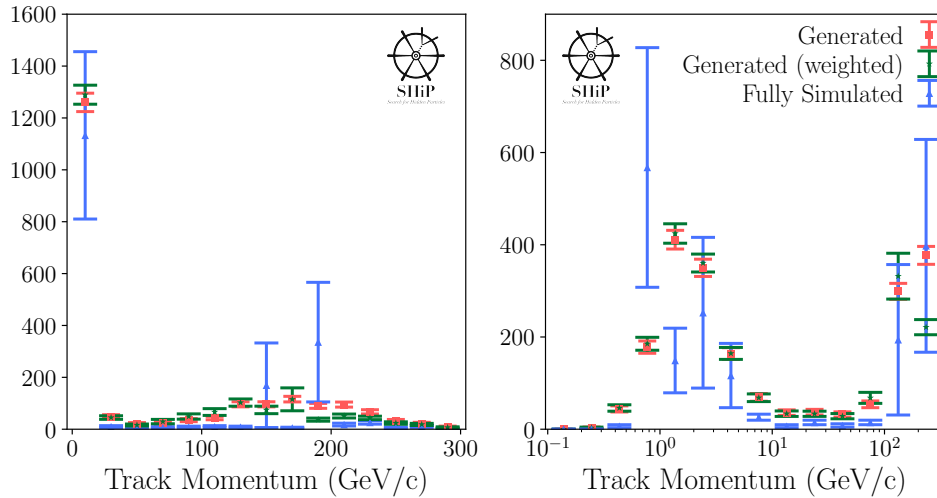 1600
1400
1200
1000
800
600
400
200
0
0 100 200 300
Track Momentum (GeV/c)
SHiP
Search for Hidden Particles
800
600
400
200
0
10⁻¹ 10⁰ 10¹ 10²
Track Momentum (GeV/c)
SHiP
Search for Hidden Particles
Generated
Generated (weighted)
Fully Simulated